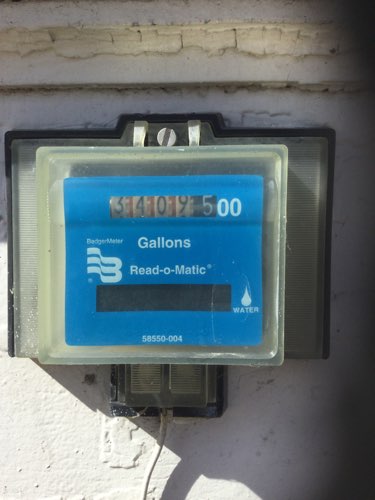 3409500
BadgerMeter
Gallons
®
Read-o-Matic®
WATER
58550-004